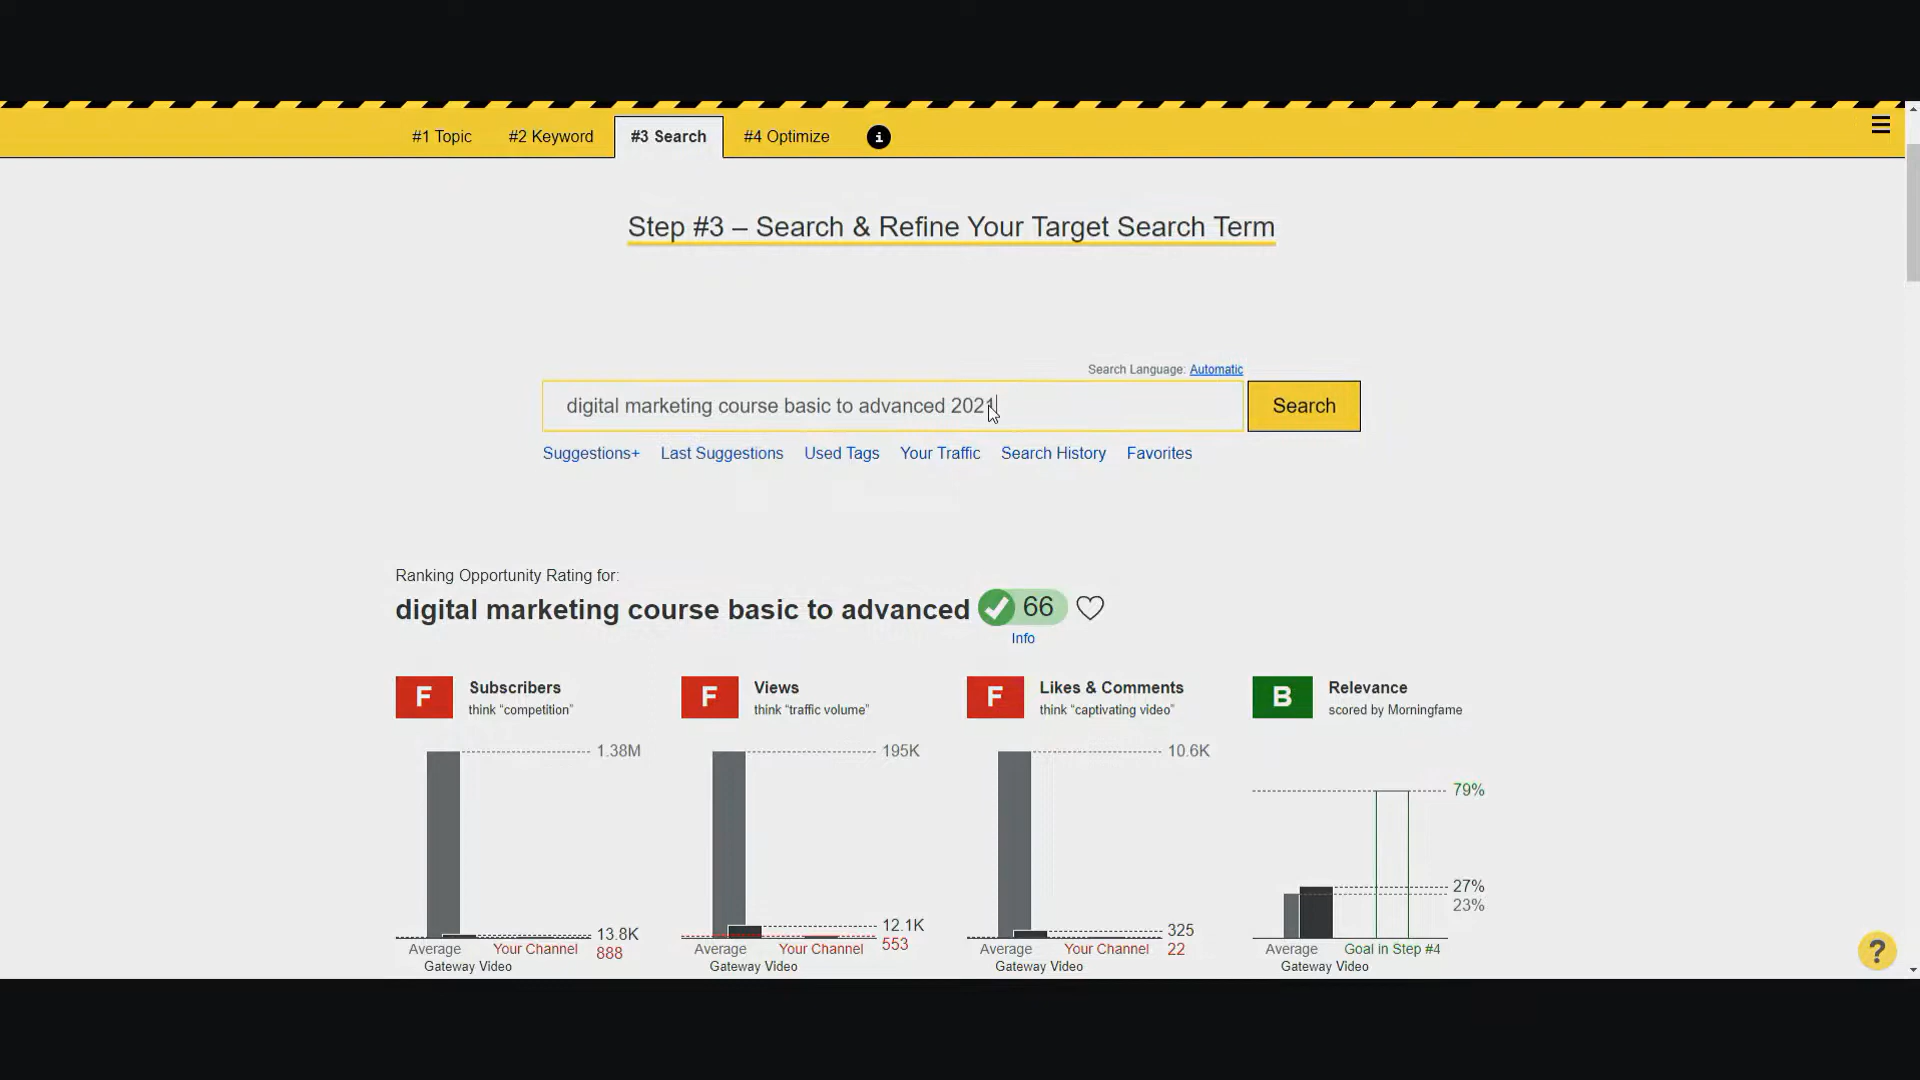 #1 Topic #2 Keyword #3 Search #4 Optimize i
Step #3 – Search & Refine Your Target Search Term
Search Language: Automatic
digital marketing course basic to advanced 2021 Search
Suggestions+ Last Suggestions Used Tags Your Traffic Search History Favorites
Ranking Opportunity Rating for:
digital marketing course basic to advanced 66
Info
F Subscribers F Views F Likes & Comments B Relevance
think “competition” think “traffic volume” think “captivating video” scored by Morningfame
1.38M 195K 10.6K
79%
27%
23%
13.8K 12.1K 325
Average Your Channel 888 Average Your Channel 553 Average Your Channel 22 Average Goal in Step #4
Gateway Video Gateway Video Gateway Video Gateway Video
?